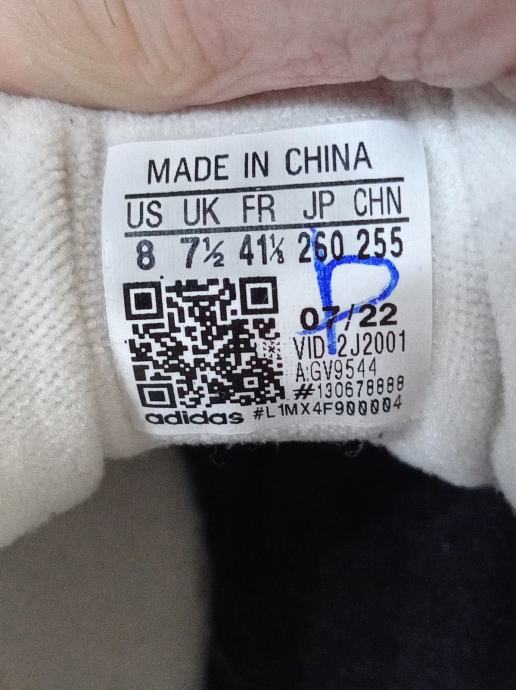 MADE IN CHINA
US UK FR JP CHN
8 7½ 41⅓ 260 255
P
07/22
VID 2J2001
A:GV9544
#130678888
adidas #L1MX4F900004